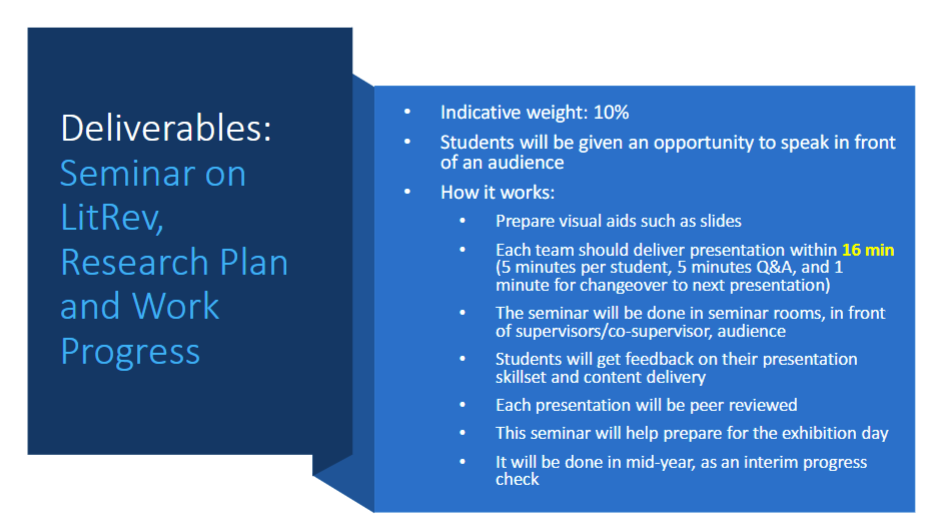 Deliverables:
Seminar on
LitRev,
Research Plan
and Work
Progress
• Indicative weight: 10%
• Students will be given an opportunity to speak in front
of an audience
• How it works:
• Prepare visual aids such as slides
• Each team should deliver presentation within 16 min
(5 minutes per student, 5 minutes Q&A, and 1
minute for changeover to next presentation)
• The seminar will be done in seminar rooms, in front
of supervisors/co-supervisor, audience
• Students will get feedback on their presentation
skillset and content delivery
• Each presentation will be peer reviewed
• This seminar will help prepare for the exhibition day
• It will be done in mid-year, as an interim progress
check